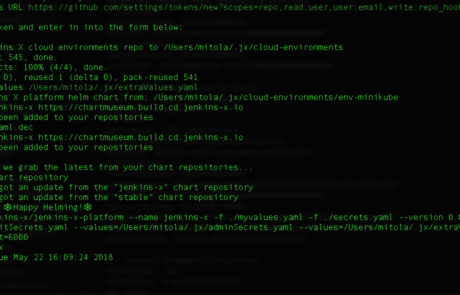 s URL https://github.com/settings/tokens/new?scopes=repo,read:user,user:email,write:repo_hook
ken and enter in into the form below:
ins X cloud environments repo to /Users/mitola/.jx/cloud-environments
: 545, done.
cts: 100% (4/4), done.
0), reused 1 (delta 0), pack-reused 541
alues /Users/mitola/.jx/extraValues.yaml
ns X platform helm chart from: /Users/mitola/.jx/cloud-environments/env-minikube
kins-x https://chartmuseum.build.cd.jenkins-x.io
been added to your repositories
aml.dec
nkins-x https://chartmuseum.build.cd.jenkins-x.io
been added to your repositories
we grab the latest from your chart repositories...
art repository
got an update from the "jenkins-x" chart repository
got an update from the "stable" chart repository
❄Happy Helming!❄
kins-x/jenkins-x-platform --name jenkins-x -f ./myvalues.yaml -f ./secrets.yaml --version 0.0
itSecrets.yaml --values=/Users/mitola/.jx/adminSecrets.yaml --values=/Users/mitola/.jx/extraV
t=6000
x
ue May 22 16:09:24 2018